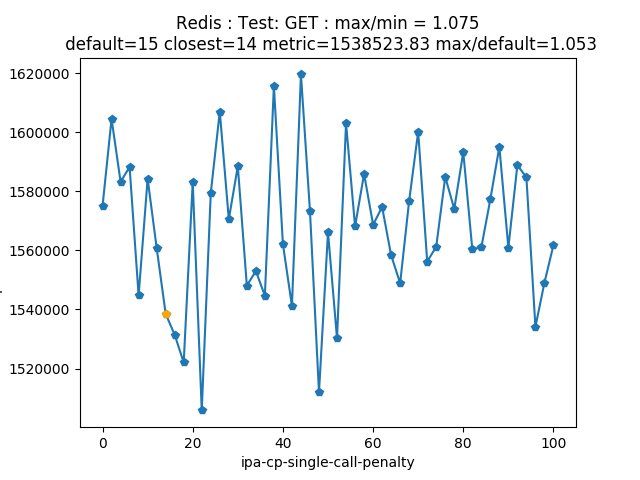 Redis : Test: GET : max/min = 1.075
default=15 closest=14 metric=1538523.83 max/default=1.053
1620000
1600000
1580000
1560000
1540000
1520000
0 20 40 60 80 100
ipa-cp-single-call-penalty